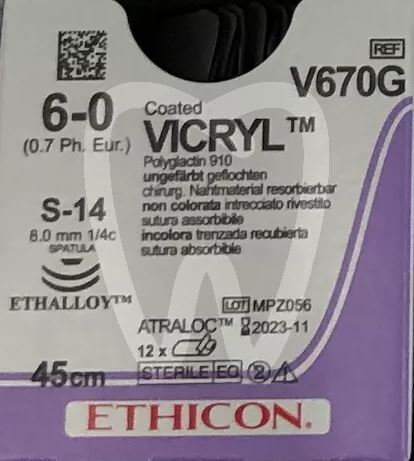 REF
V670G
6-0
(0.7 Ph. Eur.)
Coated
VICRYL™
Polyglactin 910
ungefärbt geflochten
chirurg. Nahtmaterial resorbierbar
non colorata intrecciato rivestito
sutura assorbibile
incolora trenzada recubierta
sutura absorbible
S-14
8.0 mm 1/4c
SPATULA
ETHALLOY™
LOT MPZ056
ATRALOC™ 2023-11
12 x
45cm
STERILE EO 2
ETHICON.